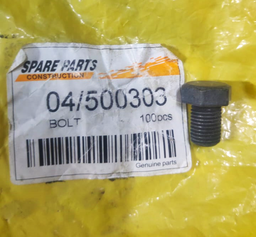 SPARE PARTS
CONSTRUCTION
04/500303
BOLT 100pcs
Genuine parts